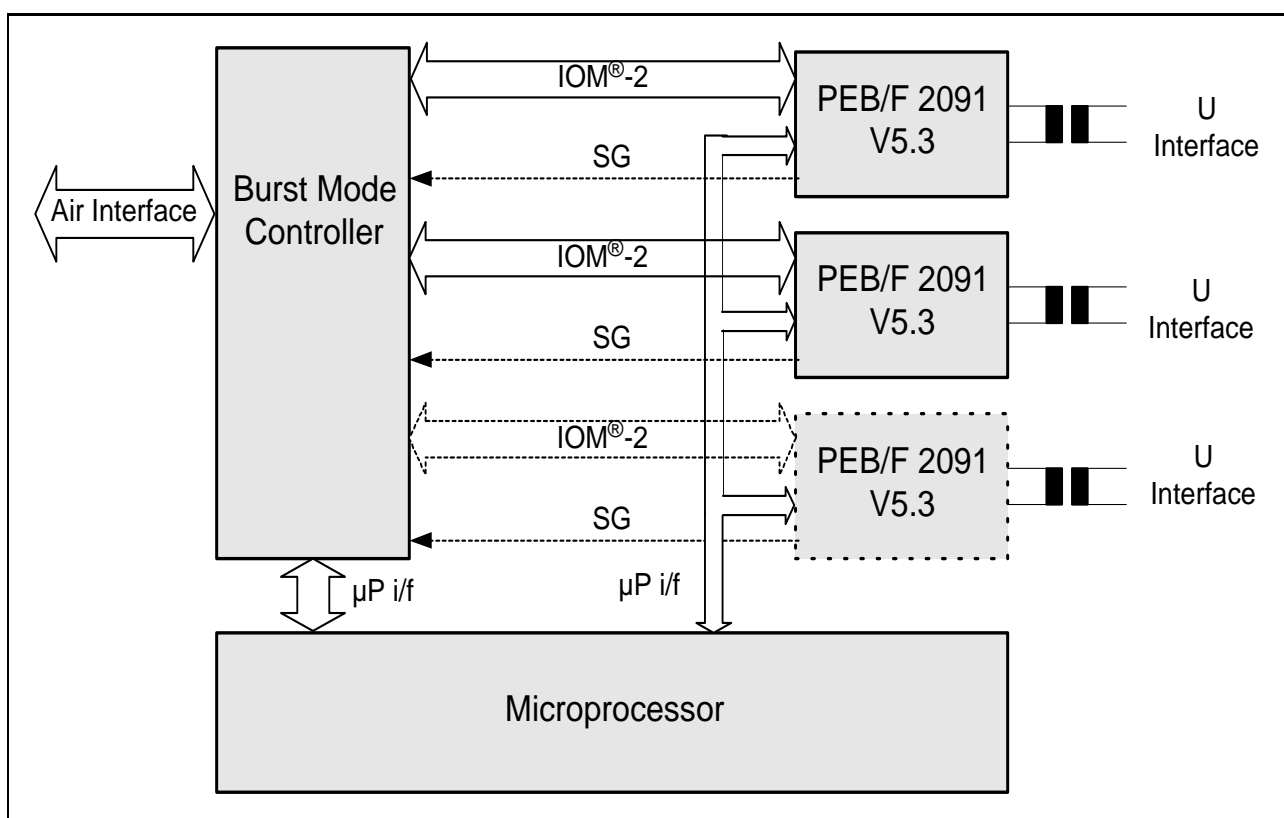 IOM®-2
PEB/F 2091
V5.3
U
Interface
SG
Burst Mode
Controller
Air Interface
IOM®-2
PEB/F 2091
V5.3
U
Interface
SG
IOM®-2
PEB/F 2091
V5.3
U
Interface
SG
µP i/f
µP i/f
Microprocessor